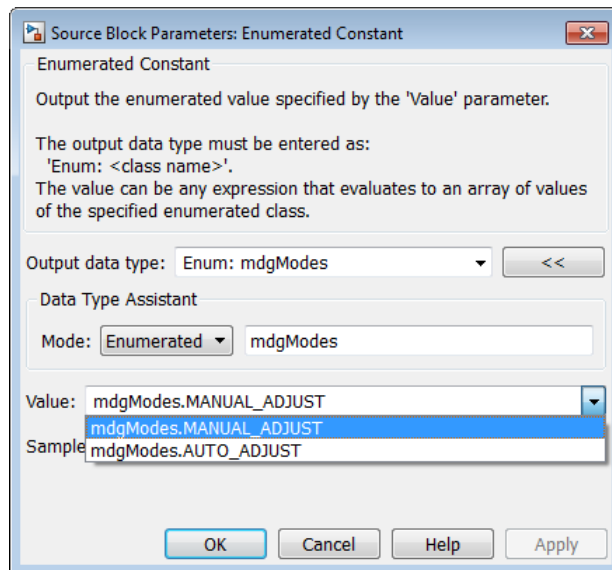 Source Block Parameters: Enumerated Constant
Enumerated Constant
Output the enumerated value specified by the 'Value' parameter.
The output data type must be entered as:
'Enum: <class name>'.
The value can be any expression that evaluates to an array of values
of the specified enumerated class.
Output data type: Enum: mdgModes <<
Data Type Assistant
Mode: Enumerated mdgModes
Value: mdgModes.MANUAL_ADJUST
mdgModes.MANUAL_ADJUST
Sample mdgModes.AUTO_ADJUST
OK Cancel Help Apply